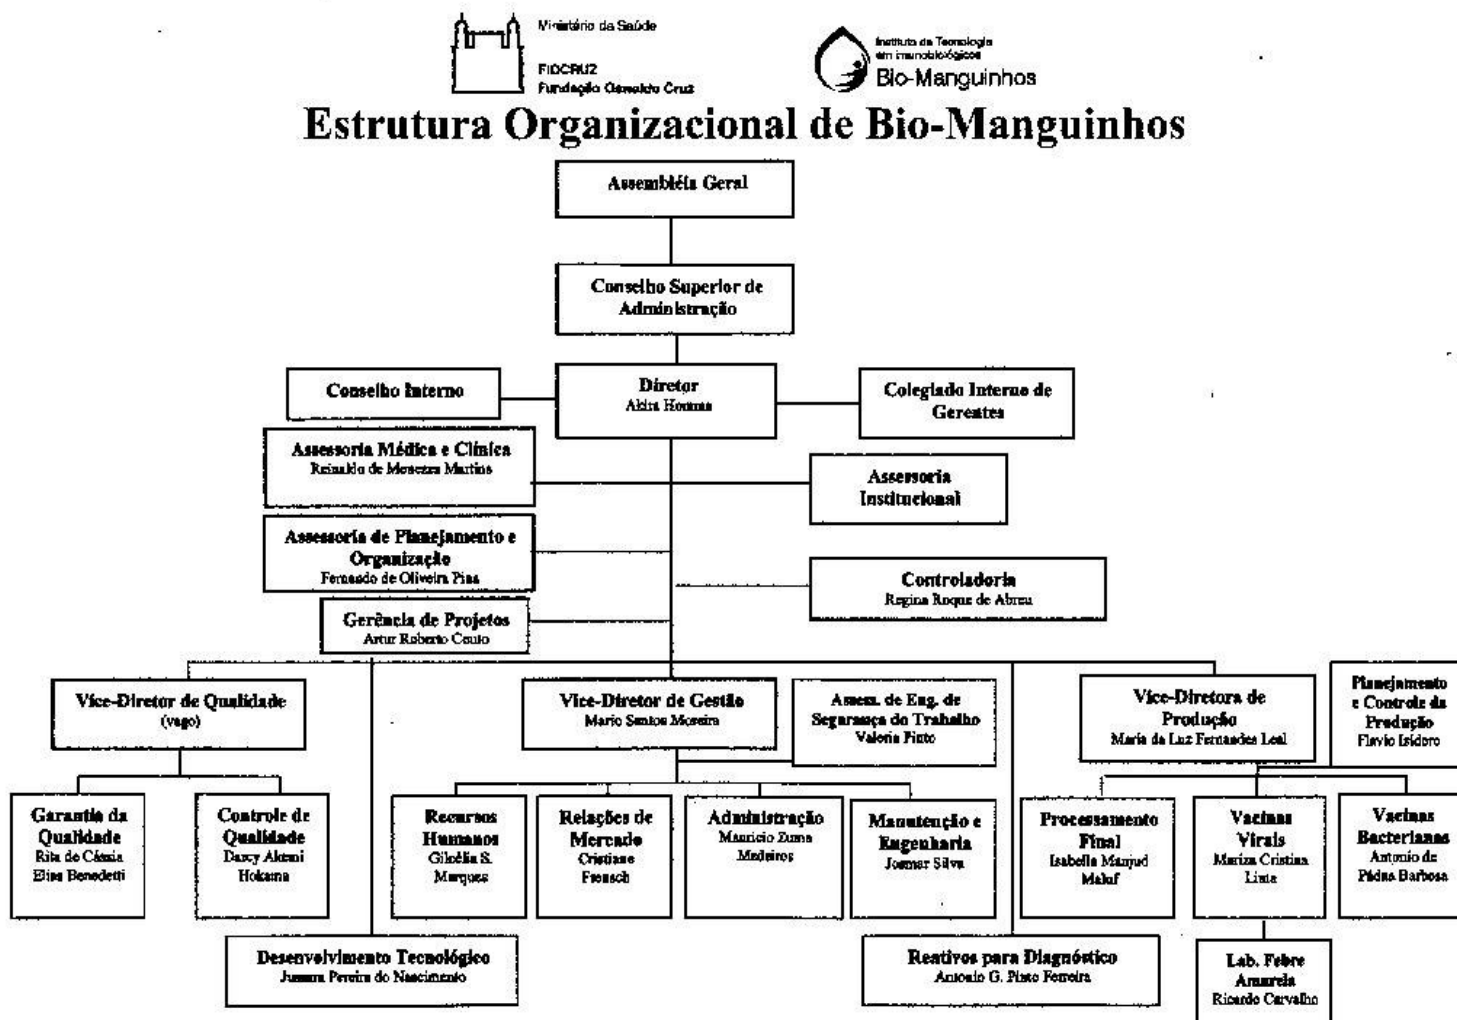 Ministério da Saúde
FIOCRUZ
Fundação Oswaldo Cruz
Instituto de Tecnologia
em imunobiológicos
Bio-Manguinhos
Estrutura Organizacional de Bio-Manguinhos
Assembléia Geral
Conselho Superior de
Administração
Conselho Interno
Diretor
Akira Homma
Colegiado Interno de
Gerentes
Assessoria Médica e Clínica
Reinaldo de Menezes Martins
Assessoria
Institucional
Assessoria de Planejamento e
Organização
Fernando de Oliveira Pina
Controladoria
Regina Roque de Abreu
Gerência de Projetos
Artur Roberto Couto
Vice-Diretor de Qualidade
(vago)
Vice-Diretor de Gestão
Mario Santos Moreira
Assess. de Eng. de
Segurança do Trabalho
Valeria Pinto
Vice-Diretora de
Produção
Maria da Luz Fernandes Leal
Planejamento
e Controle da
Produção
Flavio Isidoro
Garantia da
Qualidade
Rita de Cássia
Elias Benedetti
Controle de
Qualidade
Darcy Akemi
Hokama
Recursos
Humanos
Gilcélia S.
Marques
Relações de
Mercado
Cristiane
Frensch
Administração
Mauricio Zuma
Medeiros
Manutenção e
Engenharia
Josmar Silva
Processamento
Final
Isabella
Maluf
Vacinas
Virais
Mariza Cristina
Lima
Vacinas
Bacterianas
Antonio de
Pádua Barbosa
Desenvolvimento Tecnológico
Jussara Pereira do Nascimento
Reativos para Diagnóstico
Antonio G. Pinto Ferreira
Lab. Febre
Amarela
Ricardo Carvalho